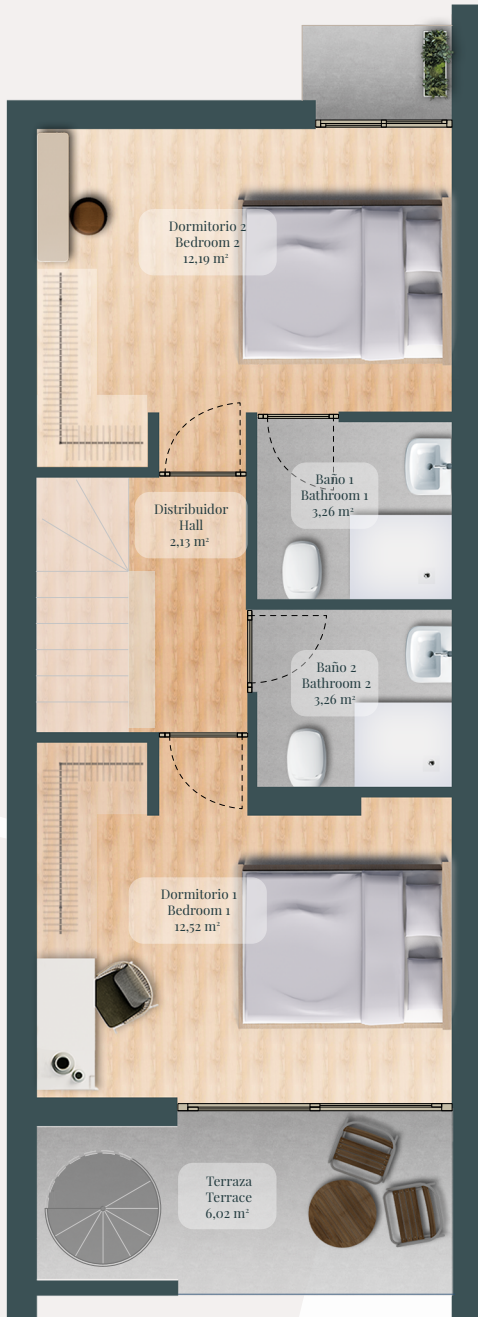 Dormitorio 2
Bedroom 2
12,19 m²
Baño 1
Bathroom 1
3,26 m²
Distribuidor
Hall
2,13 m²
Baño 2
Bathroom 2
3,26 m²
Dormitorio 1
Bedroom 1
12,52 m²
Terraza
Terrace
6,02 m²